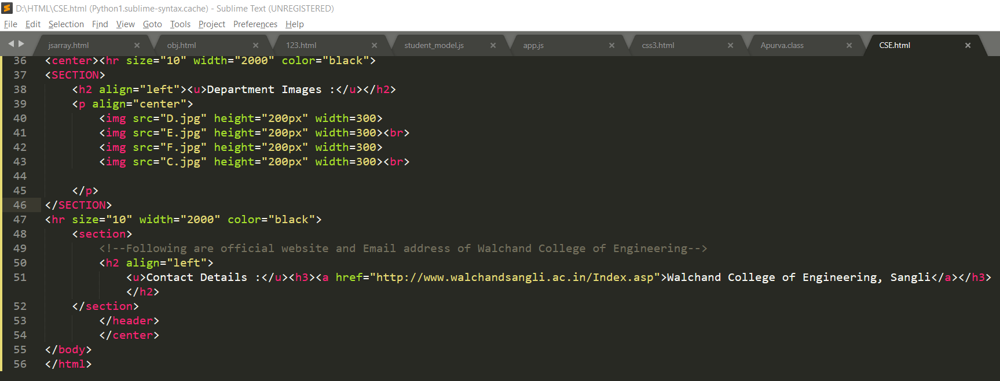 D:\HTML\CSE.html (Python1.sublime-syntax.cache) - Sublime Text (UNREGISTERED)
File Edit Selection Find View Goto Tools Project Preferences Help
jsarray.html × obj.html × 123.html × student_model.js × app.js × css3.html × Apurva.class × CSE.html ×
36 <center><hr size="10" width="2000" color="black">
37 <SECTION>
38     <h2 align="left"><u>Department Images :</u></h2>
39     <p align="center">
40         <img src="D.jpg" height="200px" width=300>
41         <img src="E.jpg" height="200px" width=300><br>
42         <img src="F.jpg" height="200px" width=300>
43         <img src="C.jpg" height="200px" width=300><br>
44
45     </p>
46 </SECTION>
47 <hr size="10" width="2000" color="black">
48     <section>
49         <!--Following are official website and Email address of Walchand College of Engineering-->
50         <h2 align="left">
51             <u>Contact Details :</u><h3><a href="http://www.walchandsangli.ac.in/Index.asp">Walchand College of Engineering, Sangli</a></h3>
            </h2>
52     </section>
53         </header>
54         </center>
55 </body>
56 </html>